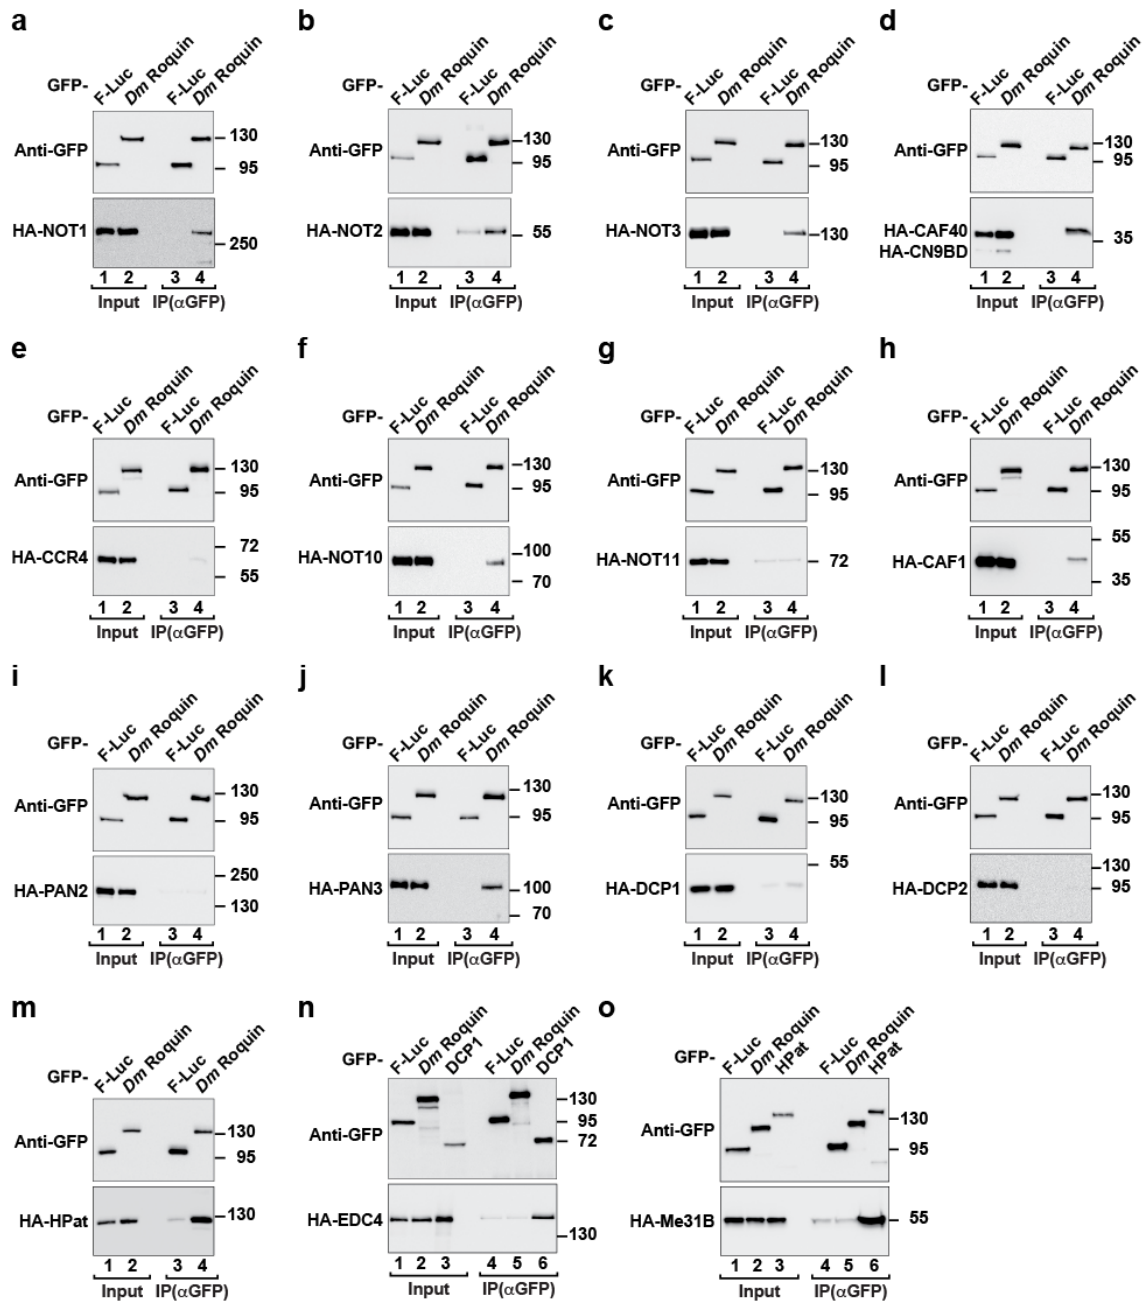 a
GFP-
F-Luc
Dm Roquin
F-Luc
Dm Roquin
Anti-GFP
130
95
HA-NOT1
250
1 2 3 4
Input IP(αGFP)
b
GFP-
F-Luc
Dm Roquin
F-Luc
Dm Roquin
Anti-GFP
130
95
HA-NOT2
55
1 2 3 4
Input IP(αGFP)
c
GFP-
F-Luc
Dm Roquin
F-Luc
Dm Roquin
Anti-GFP
130
95
HA-NOT3
130
1 2 3 4
Input IP(αGFP)
d
GFP-
F-Luc
Dm Roquin
F-Luc
Dm Roquin
Anti-GFP
130
95
HA-CAF40
HA-CN9BD
35
1 2 3 4
Input IP(αGFP)
e
GFP-
F-Luc
Dm Roquin
F-Luc
Dm Roquin
Anti-GFP
130
95
HA-CCR4
72
55
1 2 3 4
Input IP(αGFP)
f
GFP-
F-Luc
Dm Roquin
F-Luc
Dm Roquin
Anti-GFP
130
95
HA-NOT10
100
70
1 2 3 4
Input IP(αGFP)
g
GFP-
F-Luc
Dm Roquin
F-Luc
Dm Roquin
Anti-GFP
130
95
HA-NOT11
72
1 2 3 4
Input IP(αGFP)
h
GFP-
F-Luc
Dm Roquin
F-Luc
Dm Roquin
Anti-GFP
130
95
55
HA-CAF1
35
1 2 3 4
Input IP(αGFP)
i
GFP-
F-Luc
Dm Roquin
F-Luc
Dm Roquin
Anti-GFP
130
95
250
HA-PAN2
130
1 2 3 4
Input IP(αGFP)
j
GFP-
F-Luc
Dm Roquin
F-Luc
Dm Roquin
Anti-GFP
130
95
HA-PAN3
100
70
1 2 3 4
Input IP(αGFP)
k
GFP-
F-Luc
Dm Roquin
F-Luc
Dm Roquin
Anti-GFP
130
95
55
HA-DCP1
1 2 3 4
Input IP(αGFP)
l
GFP-
F-Luc
Dm Roquin
F-Luc
Dm Roquin
Anti-GFP
130
95
130
HA-DCP2
95
1 2 3 4
Input IP(αGFP)
m
GFP-
F-Luc
Dm Roquin
F-Luc
Dm Roquin
Anti-GFP
130
95
HA-HPat
130
1 2 3 4
Input IP(αGFP)
n
GFP-
F-Luc
Dm Roquin
DCP1
F-Luc
Dm Roquin
DCP1
Anti-GFP
130
95
72
HA-EDC4
130
1 2 3 4 5 6
Input IP(αGFP)
o
GFP-
F-Luc
Dm Roquin
HPat
F-Luc
Dm Roquin
HPat
Anti-GFP
130
95
HA-Me31B
55
1 2 3 4 5 6
Input IP(αGFP)